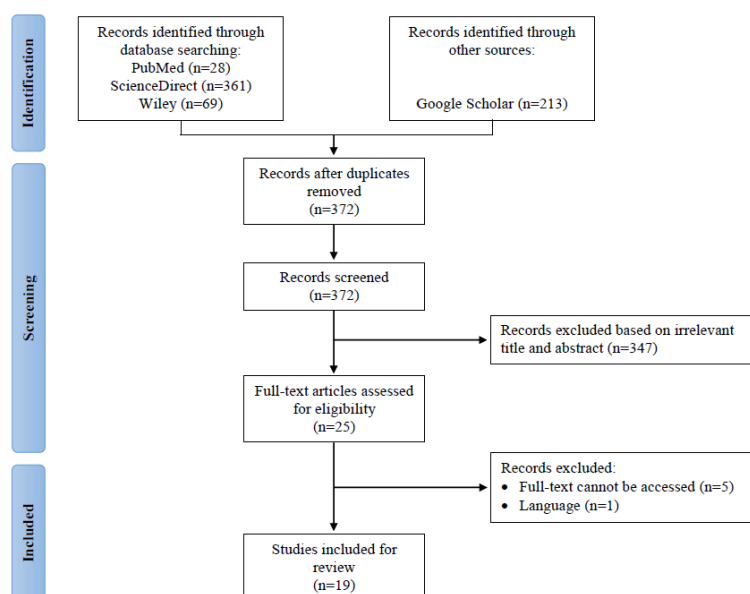 Identification
Records identified through
database searching:
PubMed (n=28)
ScienceDirect (n=361)
Wiley (n=69)
Records identified through
other sources:
Google Scholar (n=213)
Screening
Records after duplicates
removed
(n=372)
Records screened
(n=372)
Records excluded based on irrelevant
title and abstract (n=347)
Full-text articles assessed
for eligibility
(n=25)
Included
Records excluded:
• Full-text cannot be accessed (n=5)
• Language (n=1)
Studies included for
review
(n=19)